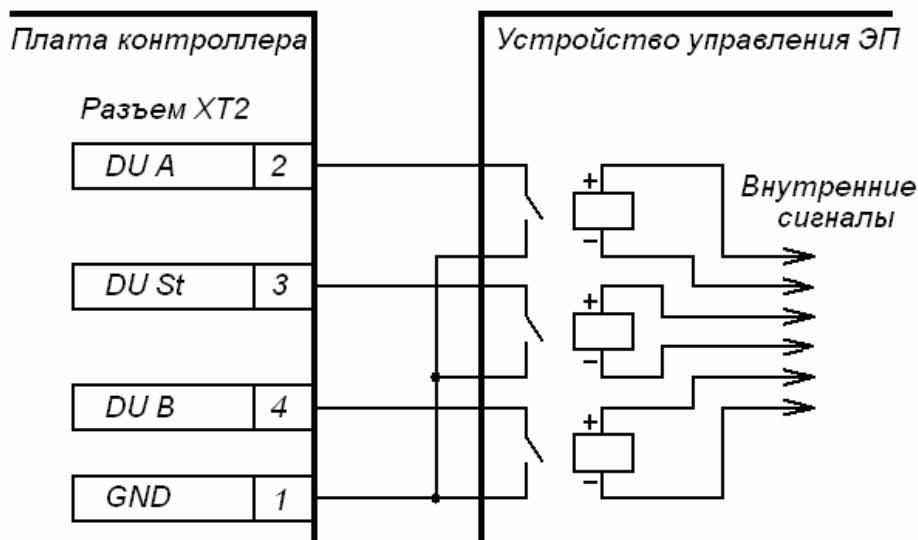 Плата контроллера
Устройство управления ЭП
Разъем XT2
DU A 2
DU St 3
DU B 4
GND 1
+
−
+
−
+
−
Внутренние
сигналы